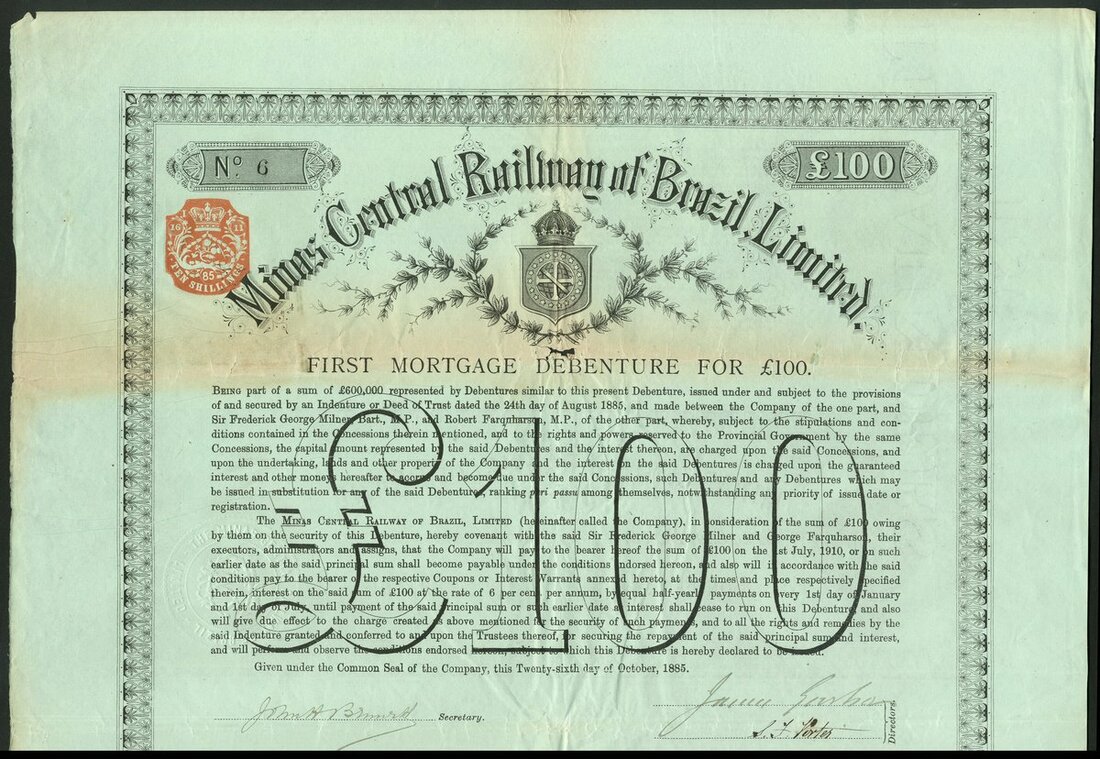 No 6
£100
Minas Central Railway of Brazil, Limited.
16 11
85
TEN SHILLINGS
FIRST MORTGAGE DEBENTURE FOR £100.
BEING part of a sum of £600,000 represented by Debentures similar to this present Debenture, issued under and subject to the provisions
of and secured by an Indenture or Deed of Trust dated the 24th day of August 1885, and made between the Company of the one part, and
Sir Frederick George Milner, Bart., M.P., and Robert Farquharson, M.P., of the other part, whereby, subject to the stipulations and con-
ditions contained in the Concessions therein mentioned, and to the rights and powers reserved to the Provincial Government by the same
Concessions, the capital amount represented by the said Debentures and the interest thereon, are charged upon the said Concessions, and
upon the undertaking, lands and other property of the Company and the interest on the said Debentures is charged upon the guaranteed
interest and other money hereafter to accrue and become due under the said Concessions, such Debentures and any Debentures which may
be issued in substitution for any of the said Debentures ranking pari passu among themselves, notwithstanding any priority of issue date or
registration.
The MINAS CENTRAL RAILWAY OF BRAZIL, LIMITED (hereinafter called the Company), in consideration of the sum of £100 owing
by them on the security of this Debenture, hereby covenant with the said Sir Frederick George Milner and George Farquharson, their
executors, administrators and assigns, that the Company will pay to the bearer hereof the sum of £100 on the 1st July, 1910, or on such
earlier date as the said principal sum shall become payable under the conditions endorsed hereon, and also will in accordance with the said
conditions pay to the bearer of the respective Coupons or Interest Warrants annexed hereto, at the times and place respectively specified
therein, interest on the said sum of £100 at the rate of 6 per cent. per annum, by equal half-yearly payments on every 1st day of January
and 1st day of July, until payment of the said principal sum or such earlier date as interest shall cease to run on this Debenture, and also
will give due effect to the charge created as above mentioned for the security of such payment, and to all the rights and remedies by the
said Indenture granted and conferred to and upon the Trustees thereof, for securing the repayment of the said principal sum and interest,
and will perform and observe the conditions endorsed hereon, subject to which this Debenture is hereby declared to be issued.
£100
Given under the Common Seal of the Company, this Twenty-sixth day of October, 1885.
Secretary.
Directors.